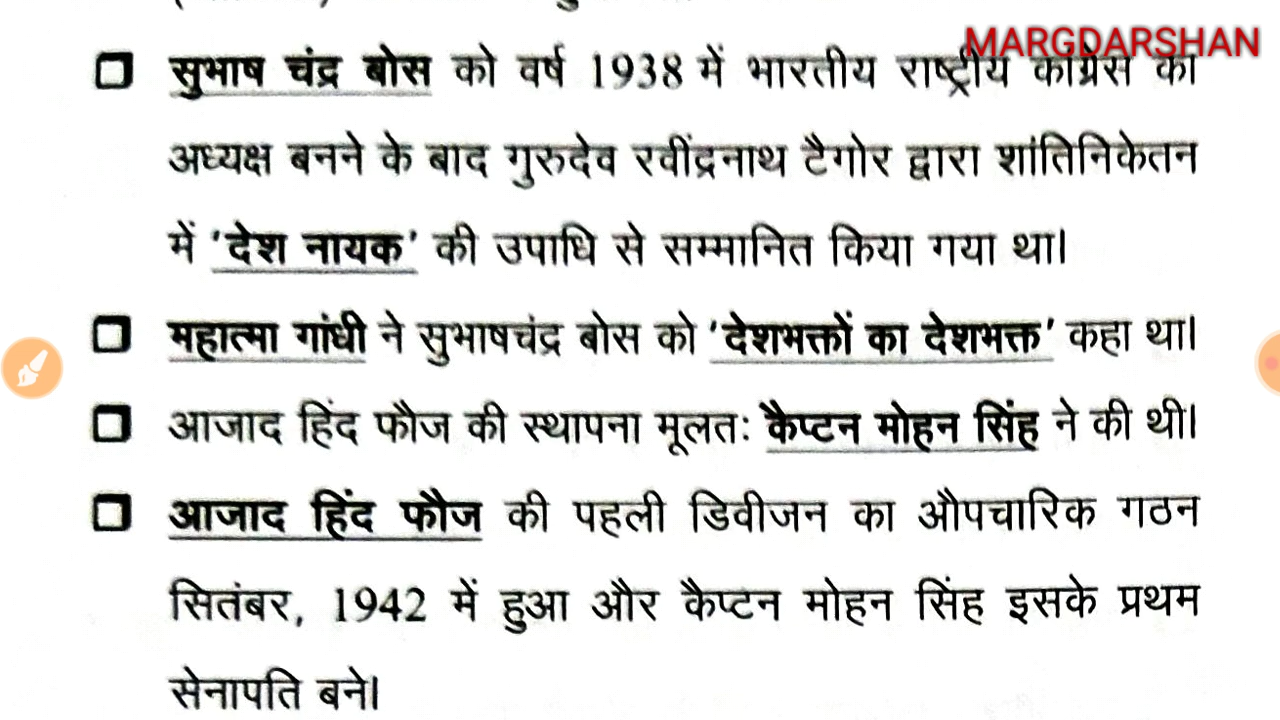 MARGDARSHAN
❑ सुभाष चंद्र बोस को वर्ष 1938 में भारतीय राष्ट्रीय कांग्रेस का
अध्यक्ष बनने के बाद गुरुदेव रवींद्रनाथ टैगोर द्वारा शांतिनिकेतन
में 'देश नायक' की उपाधि से सम्मानित किया गया था।
❑ महात्मा गांधी ने सुभाषचंद्र बोस को 'देशभक्तों का देशभक्त' कहा था।
❑ आजाद हिंद फौज की स्थापना मूलतः कैप्टन मोहन सिंह ने की थी।
❑ आजाद हिंद फौज की पहली डिवीजन का औपचारिक गठन
सितंबर, 1942 में हुआ और कैप्टन मोहन सिंह इसके प्रथम
सेनापति बने।